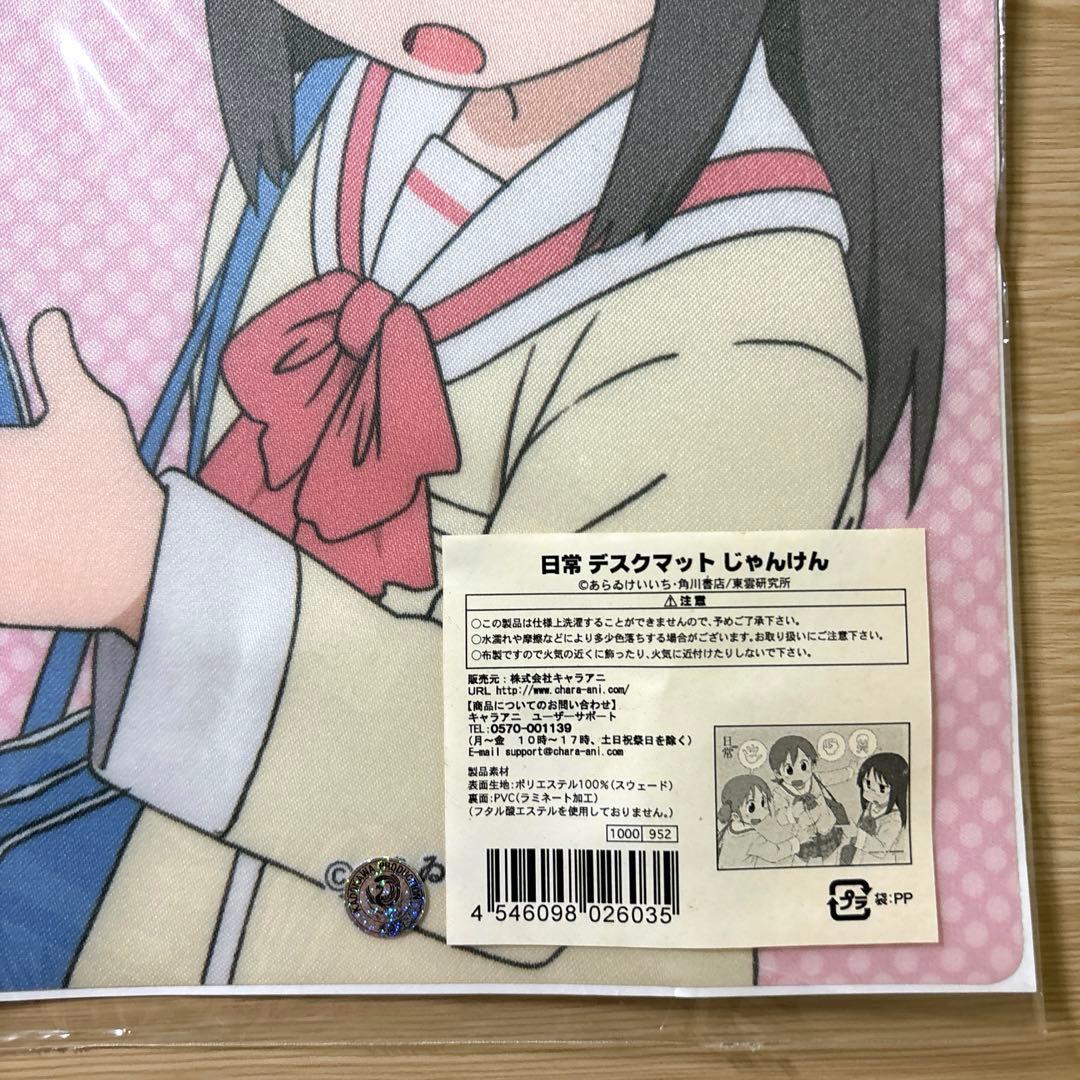 日常 デスクマット じゃんけん
©あらゐけいいち・角川書店/東雲研究所
⚠注意
○この製品は仕様上洗濯することができませんので、予めご了承下さい。
○水濡れや摩擦などにより多少色落ちする場合がございます。お取り扱いにご注意下さい。
○布製ですので火気の近くに飾ったり、火気に近付けたりしないで下さい。
販売元：株式会社キャラアニ
URL http://www.chara-ani.com/
【商品についてのお問い合わせ】
キャラアニ ユーザーサポート
TEL:0570-001139
(月～金 10時～17時、土日祝祭日を除く)
E-mail support@chara-ani.com
製品素材
表面生地:ポリエステル100%(スウェード)
裏面:PVC(ラミネート加工)
(フタル酸エステルを使用しておりません。)
1000 952
4 546098 026035
日常
プラ 袋:PP
© ゐ
KADOKAWA PRODUCTION